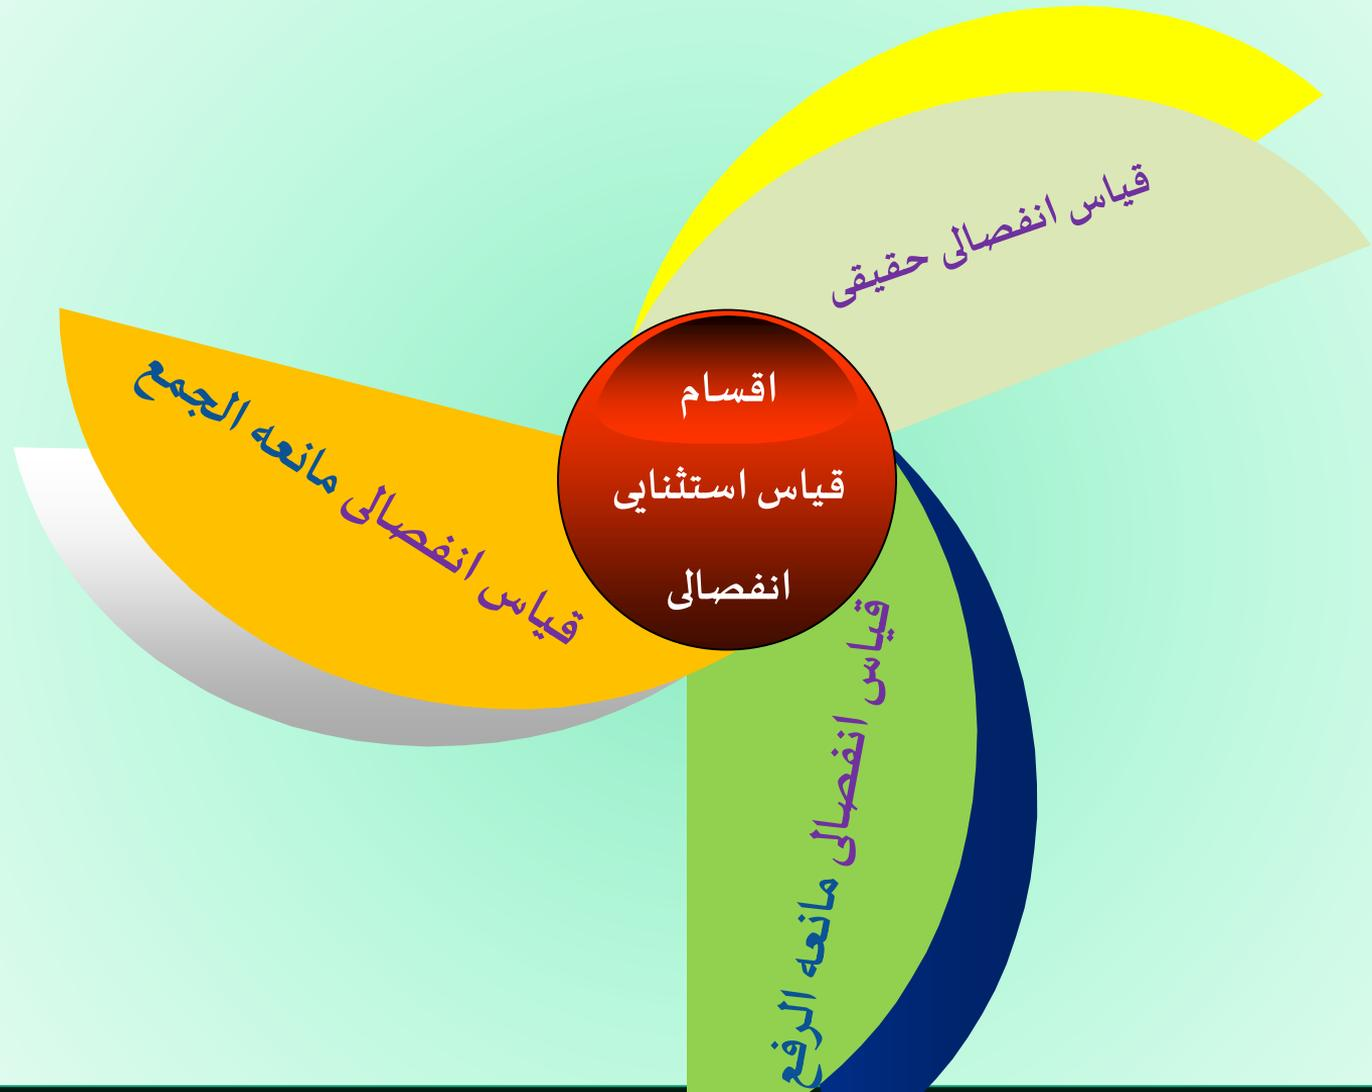 اقسام
قیاس استثنایی
انفصالی
قیاس انفصالی حقیقی
قیاس انفصالی مانعه الجمع
قیاس انفصالی مانعه الرفع